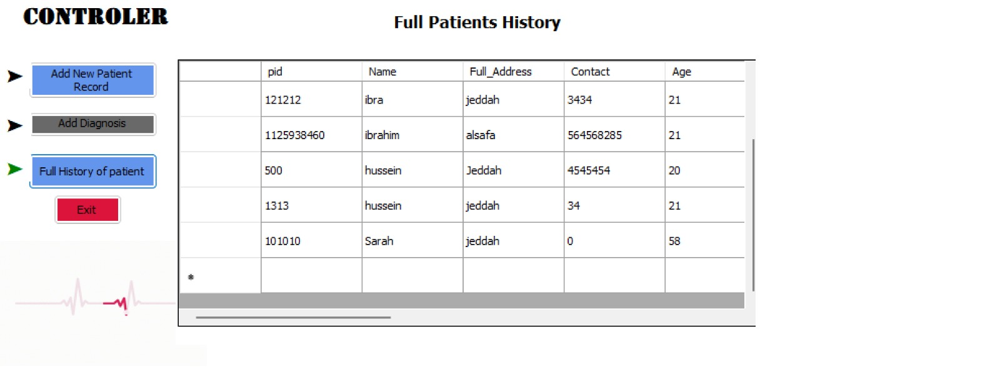 CONTROLER
Full Patients History
Add New Patient
Record
Add Diagnosis
Full History of patient
Exit
pid Name Full_Address Contact Age
121212 ibra jeddah 3434 21
1125938460 ibrahim alsafa 564568285 21
500 hussein Jeddah 4545454 20
1313 hussein jeddah 34 21
101010 Sarah jeddah 0 58
*